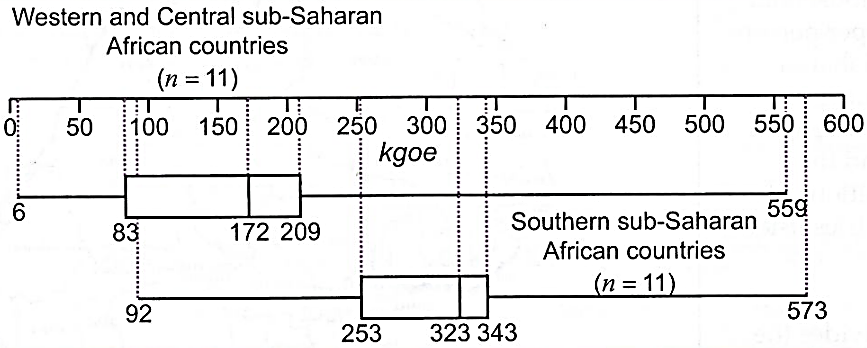 Western and Central sub-Saharan
African countries
(n = 11)
0 50 100 150 200 250 300 350 400 450 500 550 600
kgoe
6 83 172 209 559
Southern sub-Saharan
African countries
(n = 11)
92 253 323 343 573